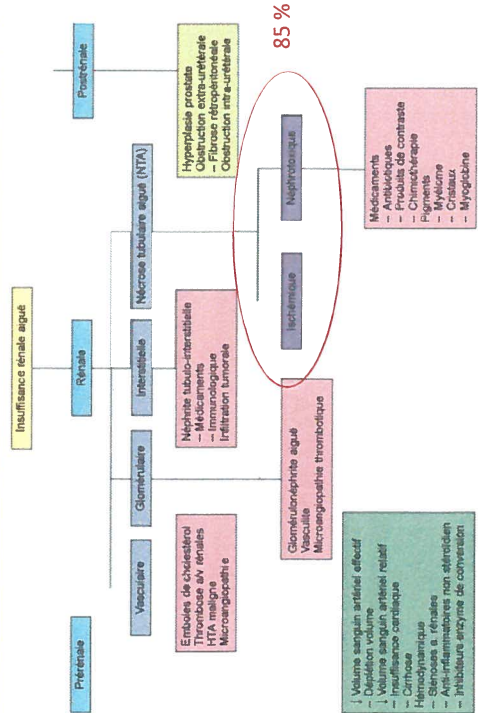 Insuffisance rénale aiguë
Prérénale
Rénale
Postrénale
Vasculaire
Glomérulaire
Interstitielle
Nécrose tubulaire aiguë (NTA)
Emboles de cholestérol
Thrombose a/v rénales
HTA maligne
Microangiopathie
Néphrite tubulo-interstitielle
– Médicaments
– Immunologique
Infiltration tumorale
Hyperplasie prostate
Obstruction extra-urétérale
– Fibrose rétropéritonéale
Obstruction intra-urétérale
Ischémique
Néphrotoxique
85 %
↓ Volume sanguin artériel effectif
– Déplétion volume
↓ Volume sanguin artériel relatif
– Insuffisance cardiaque
– Cirrhose
Hémodynamique
– Sténoses a. rénales
– Anti-inflammatoires non stéroïdien
– Inhibiteurs enzyme de conversion
Glomérulonéphrite aiguë
Vasculite
Microangiopathie thrombotique
Médicaments
– Antibiotiques
– Produits de contraste
– Chimiothérapie
Pigments
– Myélome
– Cristaux
– Myoglobine